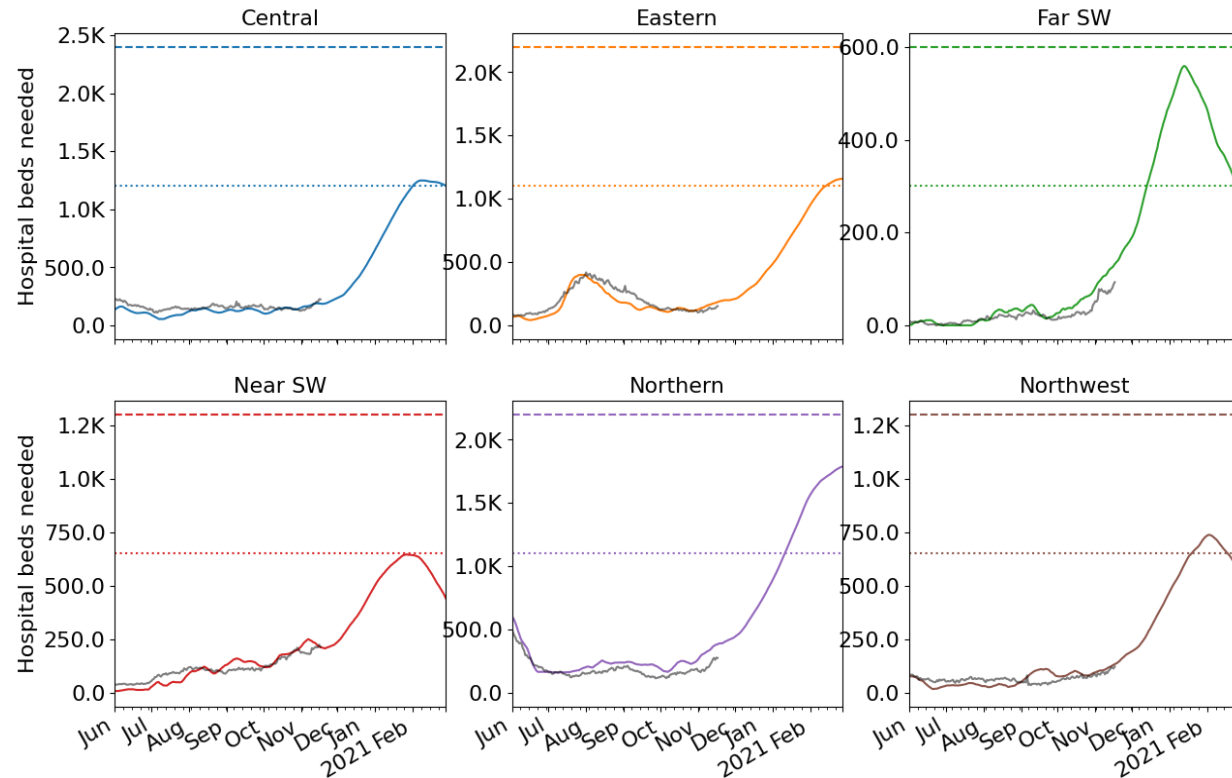 Central
Eastern
Far SW
Hospital beds needed
2.5K
2.0K
1.5K
1.0K
500.0
0.0
2.0K
1.5K
1.0K
500.0
0.0
600.0
400.0
200.0
0.0
Near SW
Northern
Northwest
Hospital beds needed
1.2K
1.0K
750.0
500.0
250.0
0.0
2.0K
1.5K
1.0K
500.0
0.0
1.2K
1.0K
750.0
500.0
250.0
0.0
Jun
Jul
Aug
Sep
Oct
Nov
Dec
Jan
2021 Feb
Jun
Jul
Aug
Sep
Oct
Nov
Dec
Jan
2021 Feb
Jun
Jul
Aug
Sep
Oct
Nov
Dec
Jan
2021 Feb